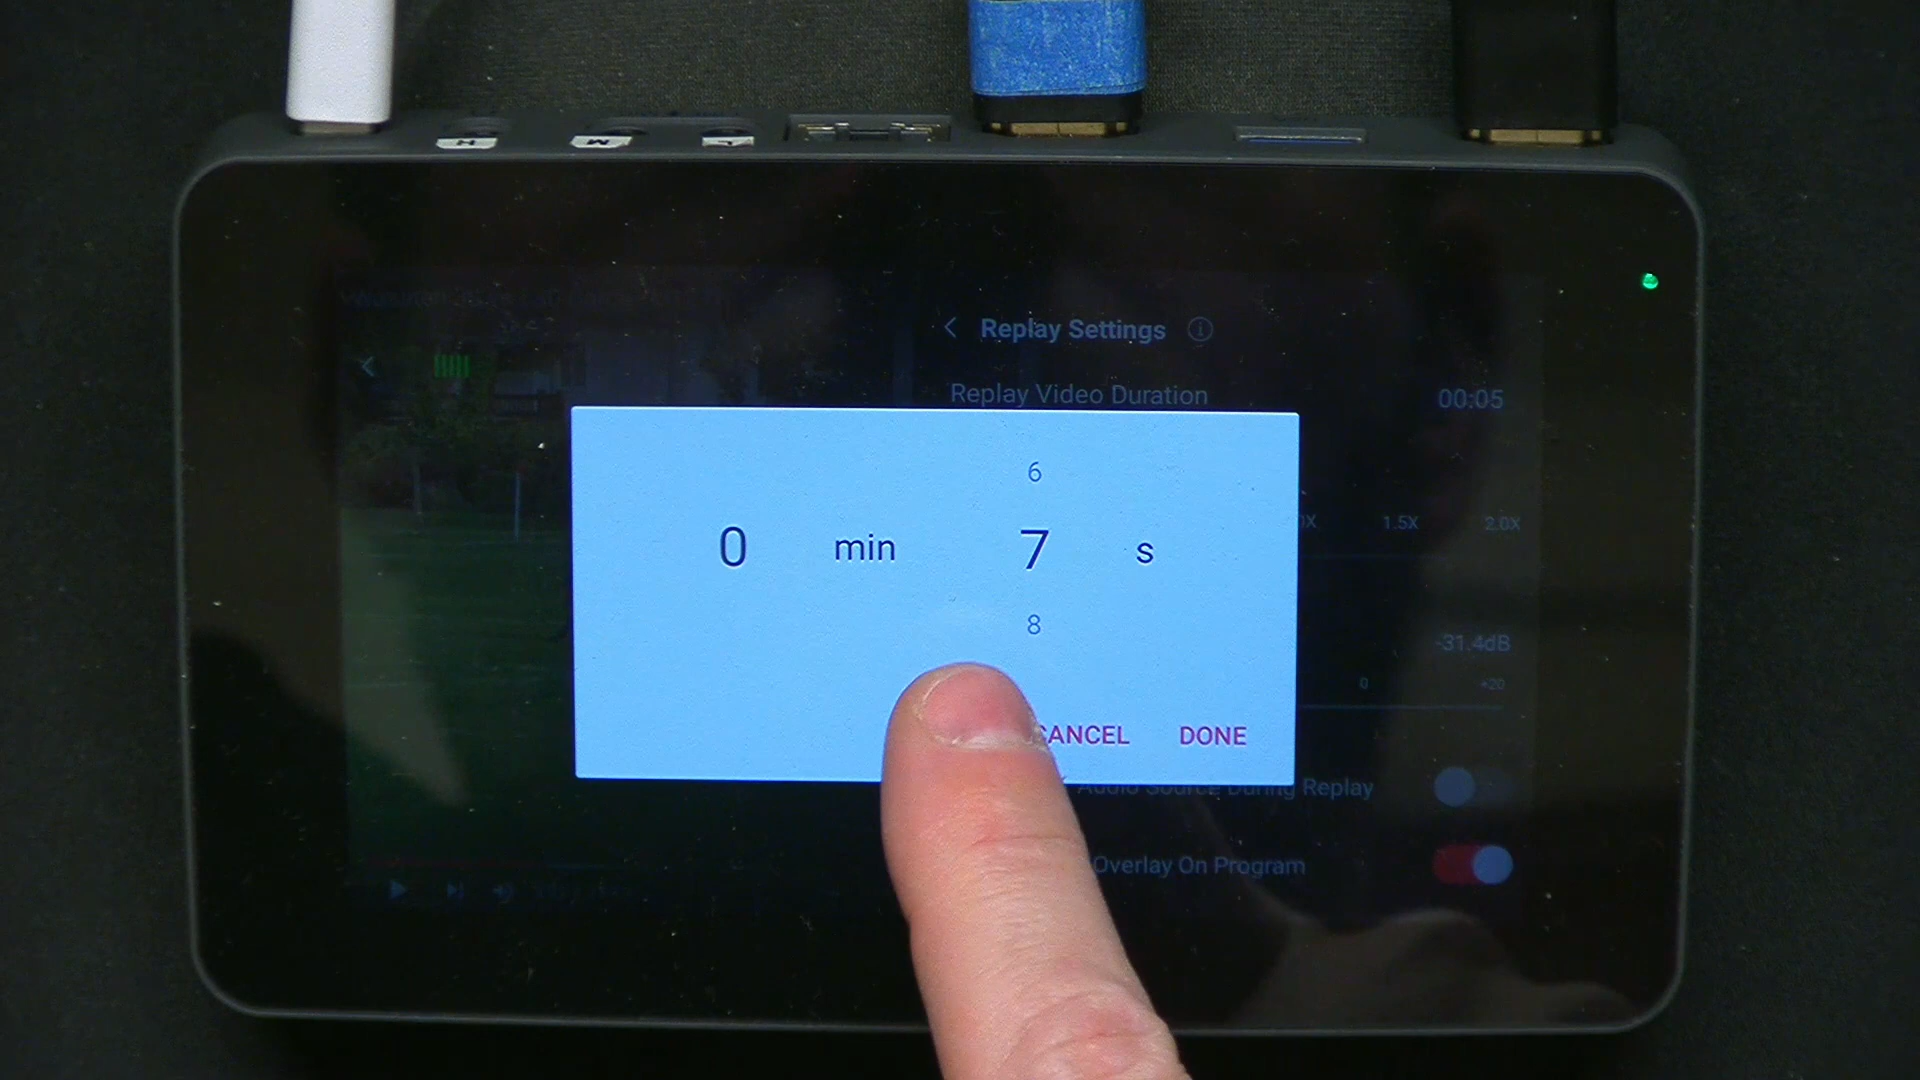 H M L
Replay Settings
Replay Video Duration 00:05
6
0 min 7 s
8
1.5X 2.0X
-31.4dB
0 +20
CANCEL DONE
Audio Source During Replay
Overlay On Program